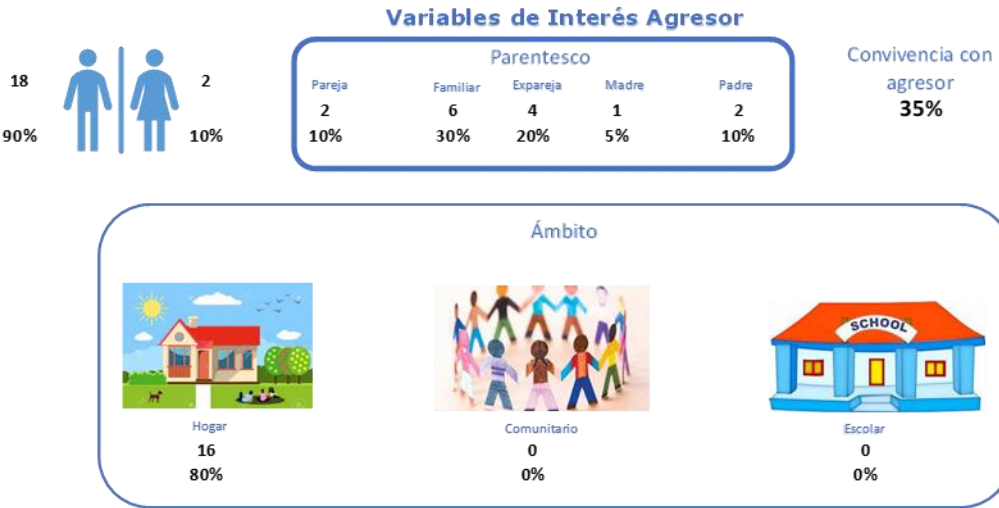 Variables de Interés Agresor
18
90%
2
10%
Parentesco
Pareja Familiar Expareja Madre Padre
2 6 4 1 2
10% 30% 20% 5% 10%
Convivencia con
agresor
35%
Ámbito
SCHOOL
Hogar Comunitario Escolar
16 0 0
80% 0% 0%